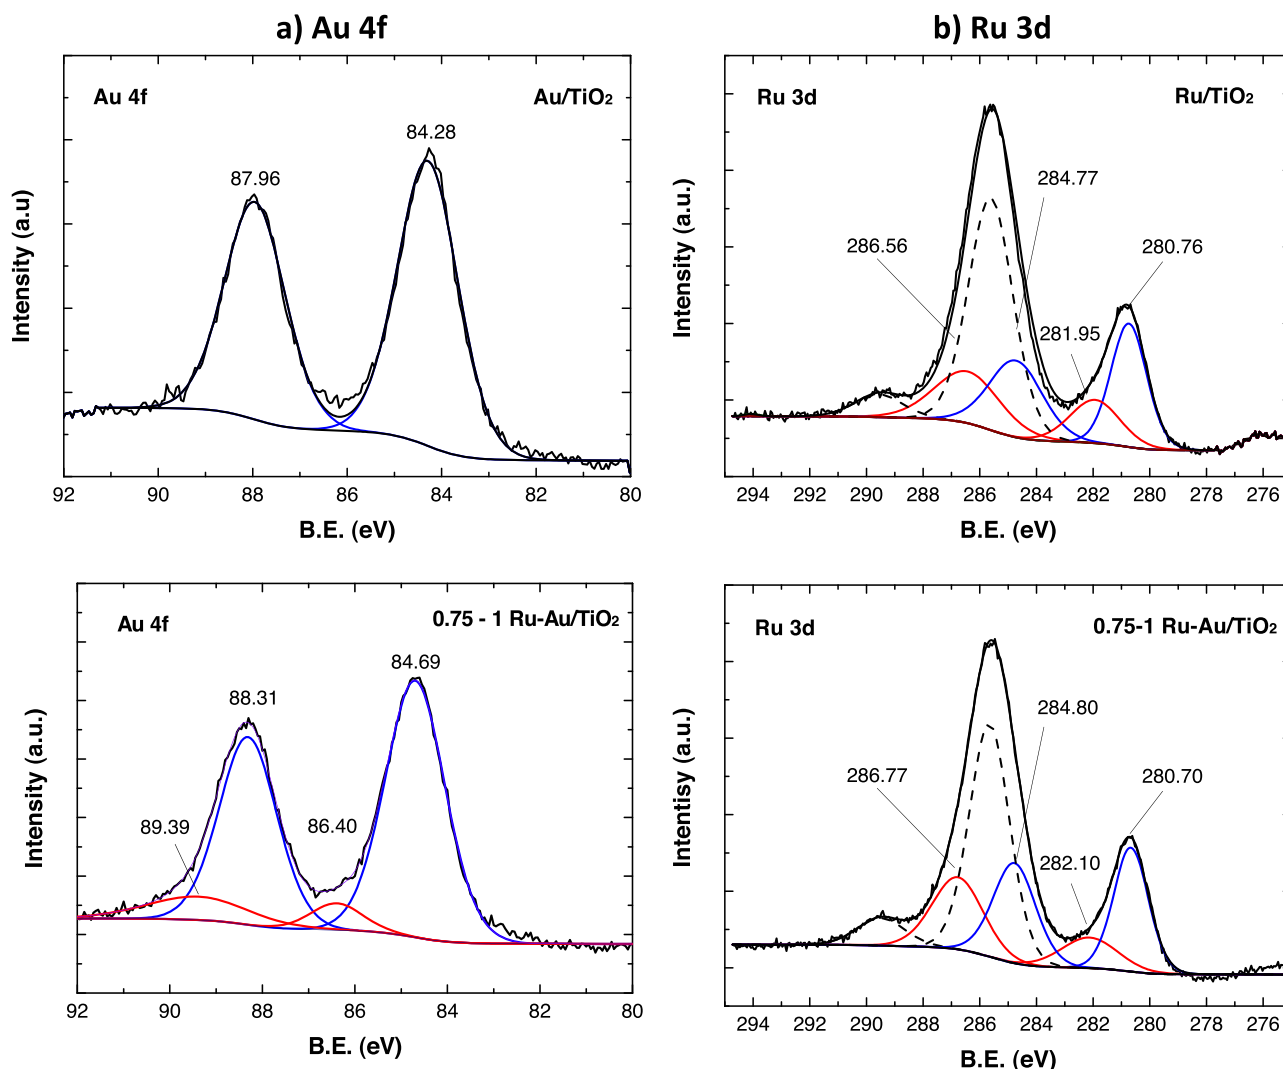 a) Au 4f
b) Ru 3d
Au 4f
Au/TiO2
84.28
87.96
Intensity (a.u)
92 90 88 86 84 82 80
B.E. (eV)
Ru 3d
Ru/TiO2
284.77
286.56
280.76
281.95
Intensity (a.u.)
294 292 290 288 286 284 282 280 278 276
B.E. (eV)
Au 4f
0.75 - 1 Ru-Au/TiO2
84.69
88.31
89.39
86.40
Intensity (a.u.)
92 90 88 86 84 82 80
B.E. (eV)
Ru 3d
0.75-1 Ru-Au/TiO2
284.80
286.77
280.70
282.10
Intentisy (a.u.)
294 292 290 288 286 284 282 280 278 276
B.E. (eV)